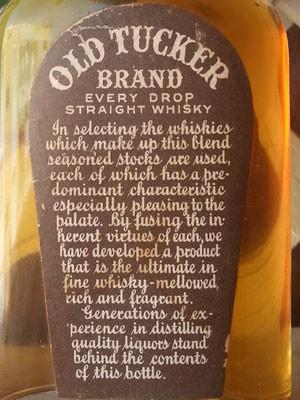 OLD TUCKER
BRAND
EVERY DROP
STRAIGHT WHISKY
In selecting the whiskies
which make up this blend
seasoned stocks are used,
each of which has a pre-
dominant characteristic
especially pleasing to the
palate. By fusing the in-
herent virtues of each, we
have developed a product
that is the ultimate in
fine whisky-mellowed,
rich and fragrant.
Generations of ex-
perience in distilling
quality liquors stand
behind the contents
of this bottle.